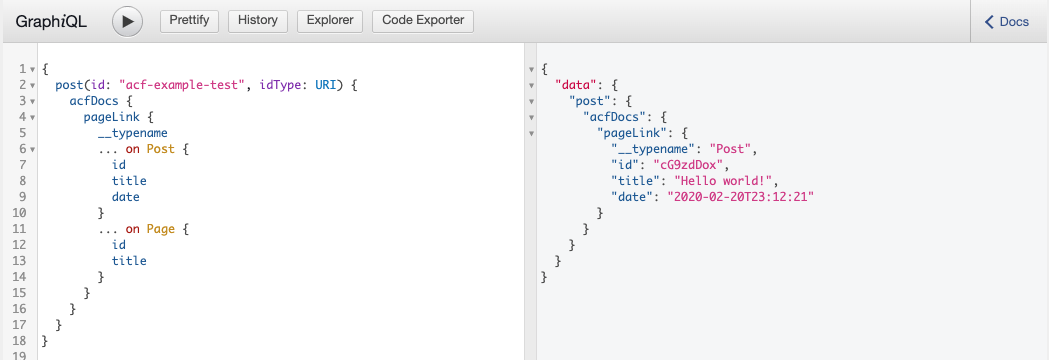 GraphiQL Prettify History Explorer Code Exporter Docs
1 {
2   post(id: "acf-example-test", idType: URI) {
3     acfDocs {
4       pageLink {
5         __typename
6         ... on Post {
7           id
8           title
9           date
10         }
11         ... on Page {
12           id
13           title
14         }
15       }
16     }
17   }
18 }
19
{
  "data": {
    "post": {
      "acfDocs": {
        "pageLink": {
          "__typename": "Post",
          "id": "cG9zdDox",
          "title": "Hello world!",
          "date": "2020-02-20T23:12:21"
        }
      }
    }
  }
}